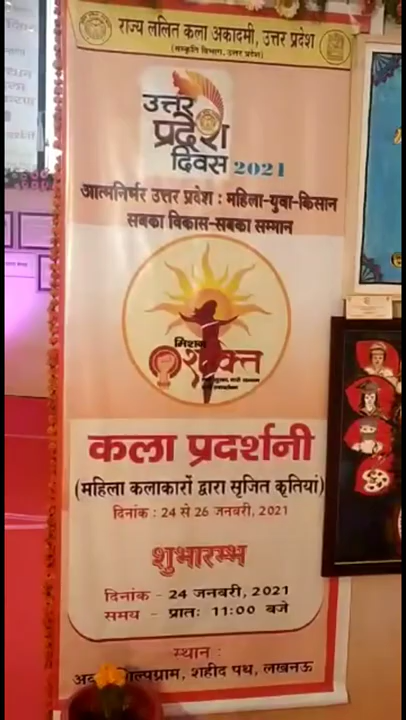 राज्य ललित कला अकादमी, उत्तर प्रदेश
(संस्कृति विभाग, उत्तर प्रदेश)
उत्तर
प्रदेश
दिवस 2021
आत्मनिर्भर उत्तर प्रदेश : महिला-युवा-किसान
सबका विकास-सबका सम्मान
मिशन
शक्ति
कला प्रदर्शनी
(महिला कलाकारों द्वारा सृजित कृतियां)
दिनांक : 24 से 26 जनवरी, 2021
शुभारम्भ
दिनांक - 24 जनवरी, 2021
समय - प्रातः 11:00 बजे
स्थान :
शहीद पथ, लखनऊ